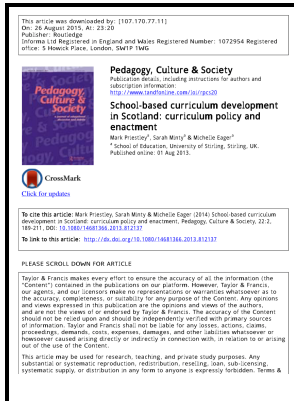 This article was downloaded by: [107.170.77.11]
On: 26 August 2015, At: 23:20
Publisher: Routledge
Informa Ltd Registered in England and Wales Registered Number: 1072954 Registered
office: 5 Howick Place, London, SW1P 1WG
Pedagogy,
Culture &
Society
Pedagogy, Culture & Society
Publication details, including instructions for authors and
subscription information:
http://www.tandfonline.com/loi/rpcs20
School-based curriculum development
in Scotland: curriculum policy and
enactment
Mark Priestleyª, Sarah Mintyª & Michelle Eagerª
ª School of Education, University of Stirling, Stirling, UK.
Published online: 01 Aug 2013.
CrossMark
Click for updates
To cite this article: Mark Priestley, Sarah Minty & Michelle Eager (2014) School-based curriculum
development in Scotland: curriculum policy and enactment, Pedagogy, Culture & Society, 22:2,
189-211, DOI: 10.1080/14681366.2013.812137
To link to this article: http://dx.doi.org/10.1080/14681366.2013.812137
PLEASE SCROLL DOWN FOR ARTICLE
Taylor & Francis makes every effort to ensure the accuracy of all the information (the
“Content”) contained in the publications on our platform. However, Taylor & Francis,
our agents, and our licensors make no representations or warranties whatsoever as to
the accuracy, completeness, or suitability for any purpose of the Content. Any opinions
and views expressed in this publication are the opinions and views of the authors,
and are not the views of or endorsed by Taylor & Francis. The accuracy of the Content
should not be relied upon and should be independently verified with primary sources
of information. Taylor and Francis shall not be liable for any losses, actions, claims,
proceedings, demands, costs, expenses, damages, and other liabilities whatsoever or
howsoever caused arising directly or indirectly in connection with, in relation to or arising
out of the use of the Content.
This article may be used for research, teaching, and private study purposes. Any
substantial or systematic reproduction, redistribution, reselling, loan, sub-licensing,
systematic supply, or distribution in any form to anyone is expressly forbidden. Terms &